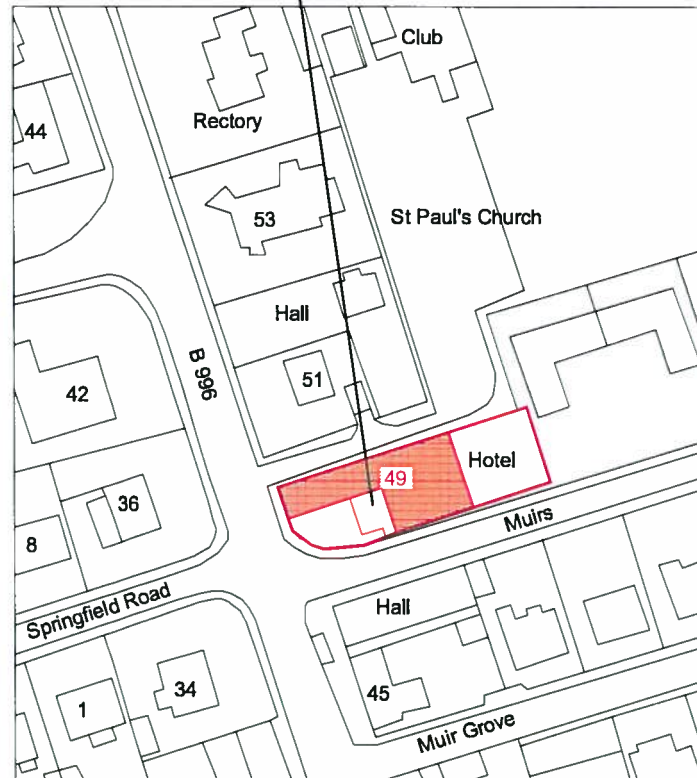 Club
Rectory
44
53
St Paul's Church
Hall
B 996
51
42
49
Hotel
36
8
Muirs
Springfield Road
Hall
1
34
45
Muir Grove